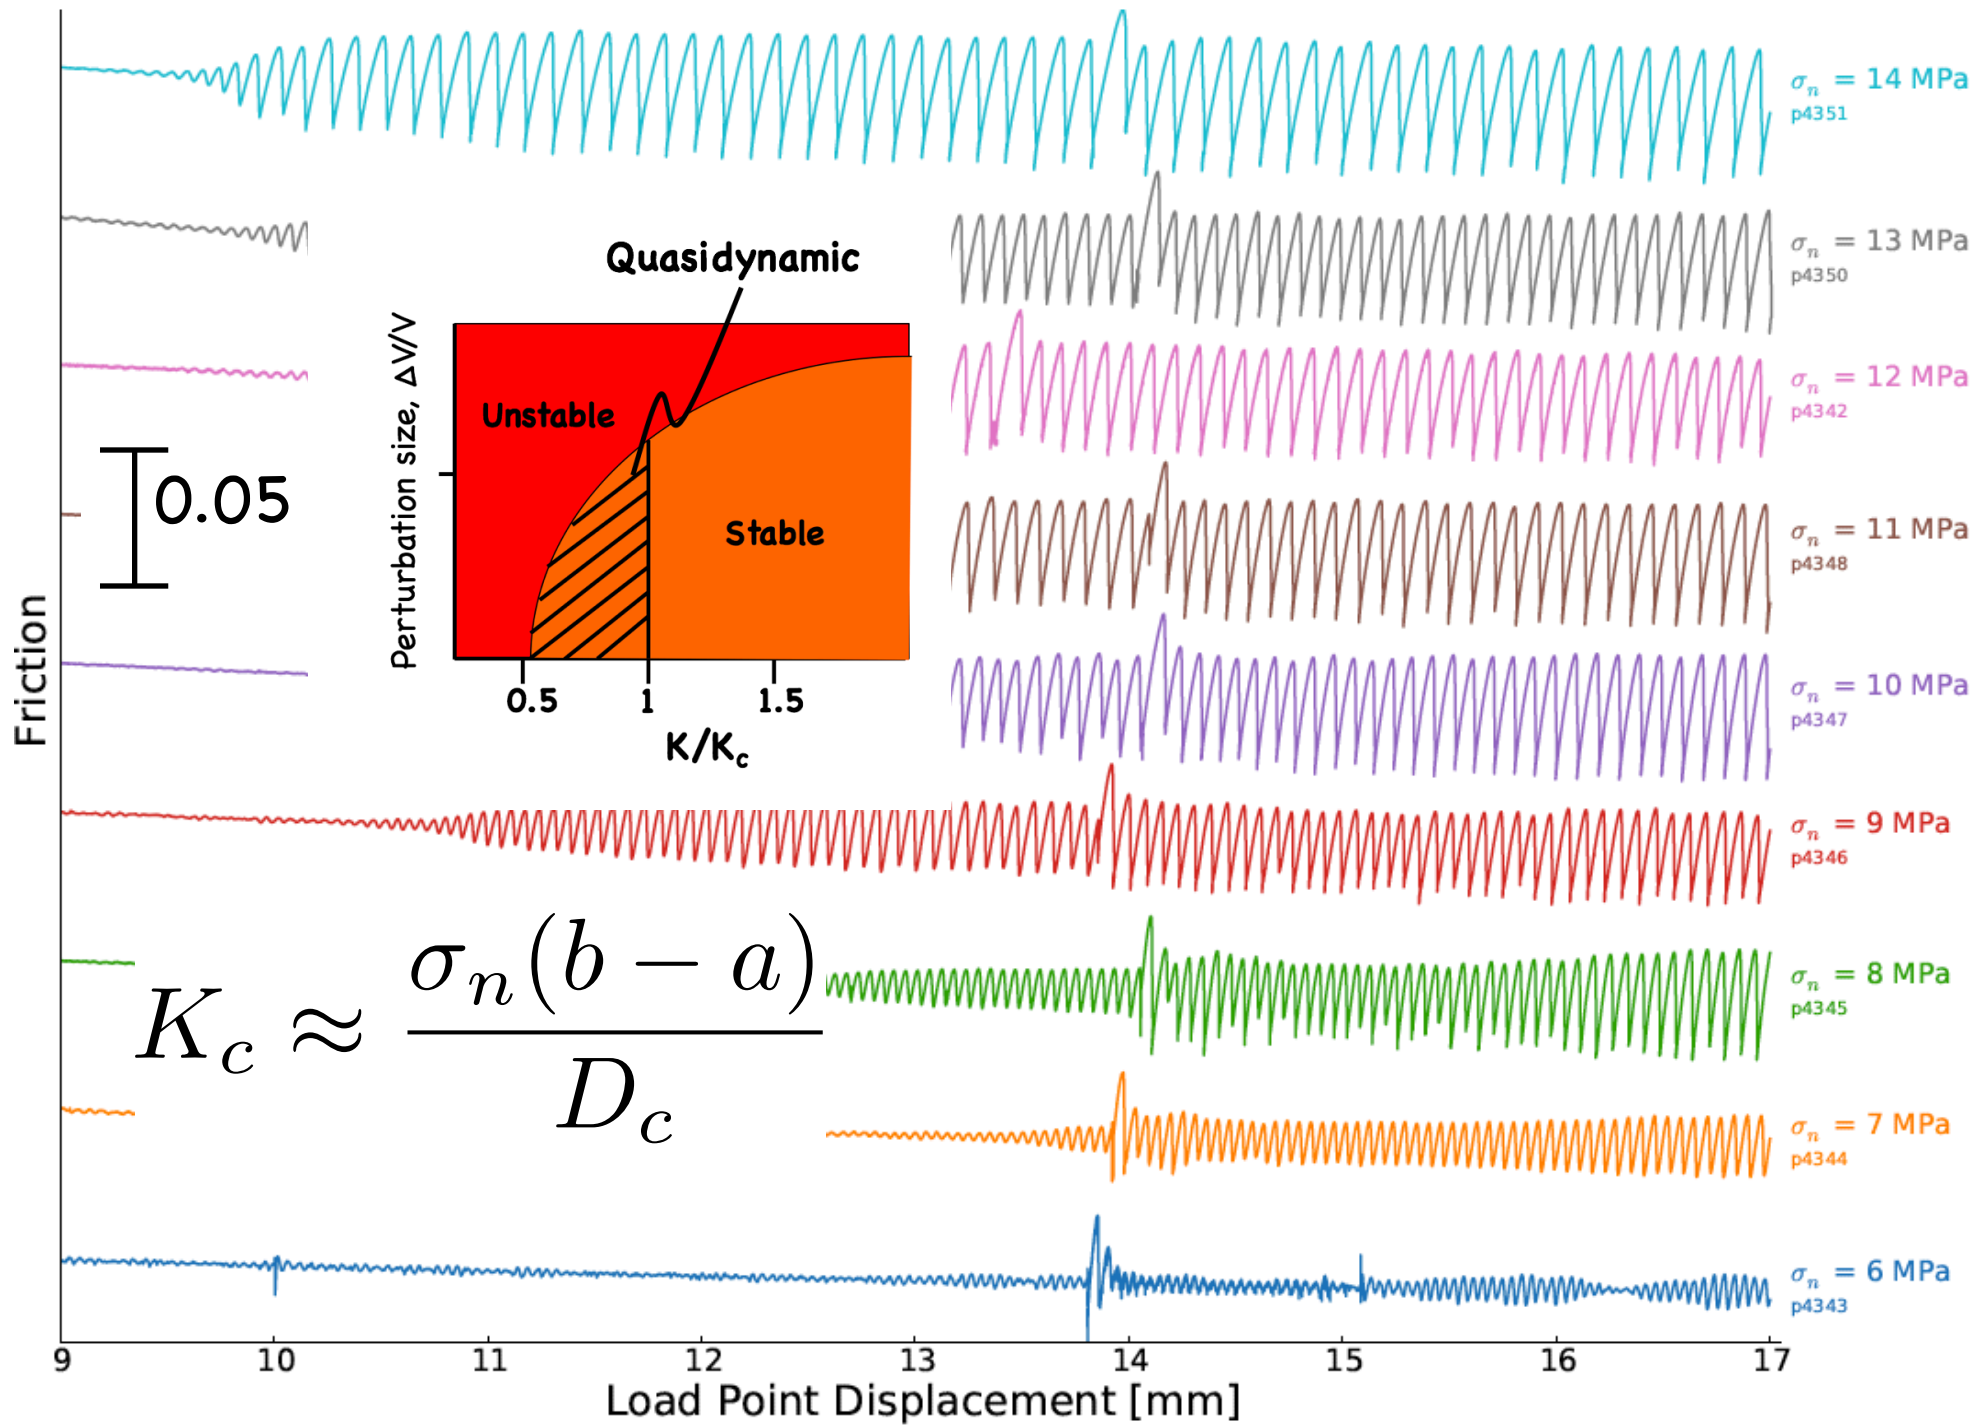 σn = 14 MPa
p4351
σn = 13 MPa
p4350
Quasidynamic
σn = 12 MPa
p4342
Perturbation size, ΔV/V
Unstable
Stable
0.05
σn = 11 MPa
p4348
0.5 1 1.5
K/Kc
σn = 10 MPa
p4347
Friction
σn = 9 MPa
p4346
Kc ≈ σn(b − a)
Dc
σn = 8 MPa
p4345
σn = 7 MPa
p4344
σn = 6 MPa
p4343
9 10 11 12 13 14 15 16 17
Load Point Displacement [mm]